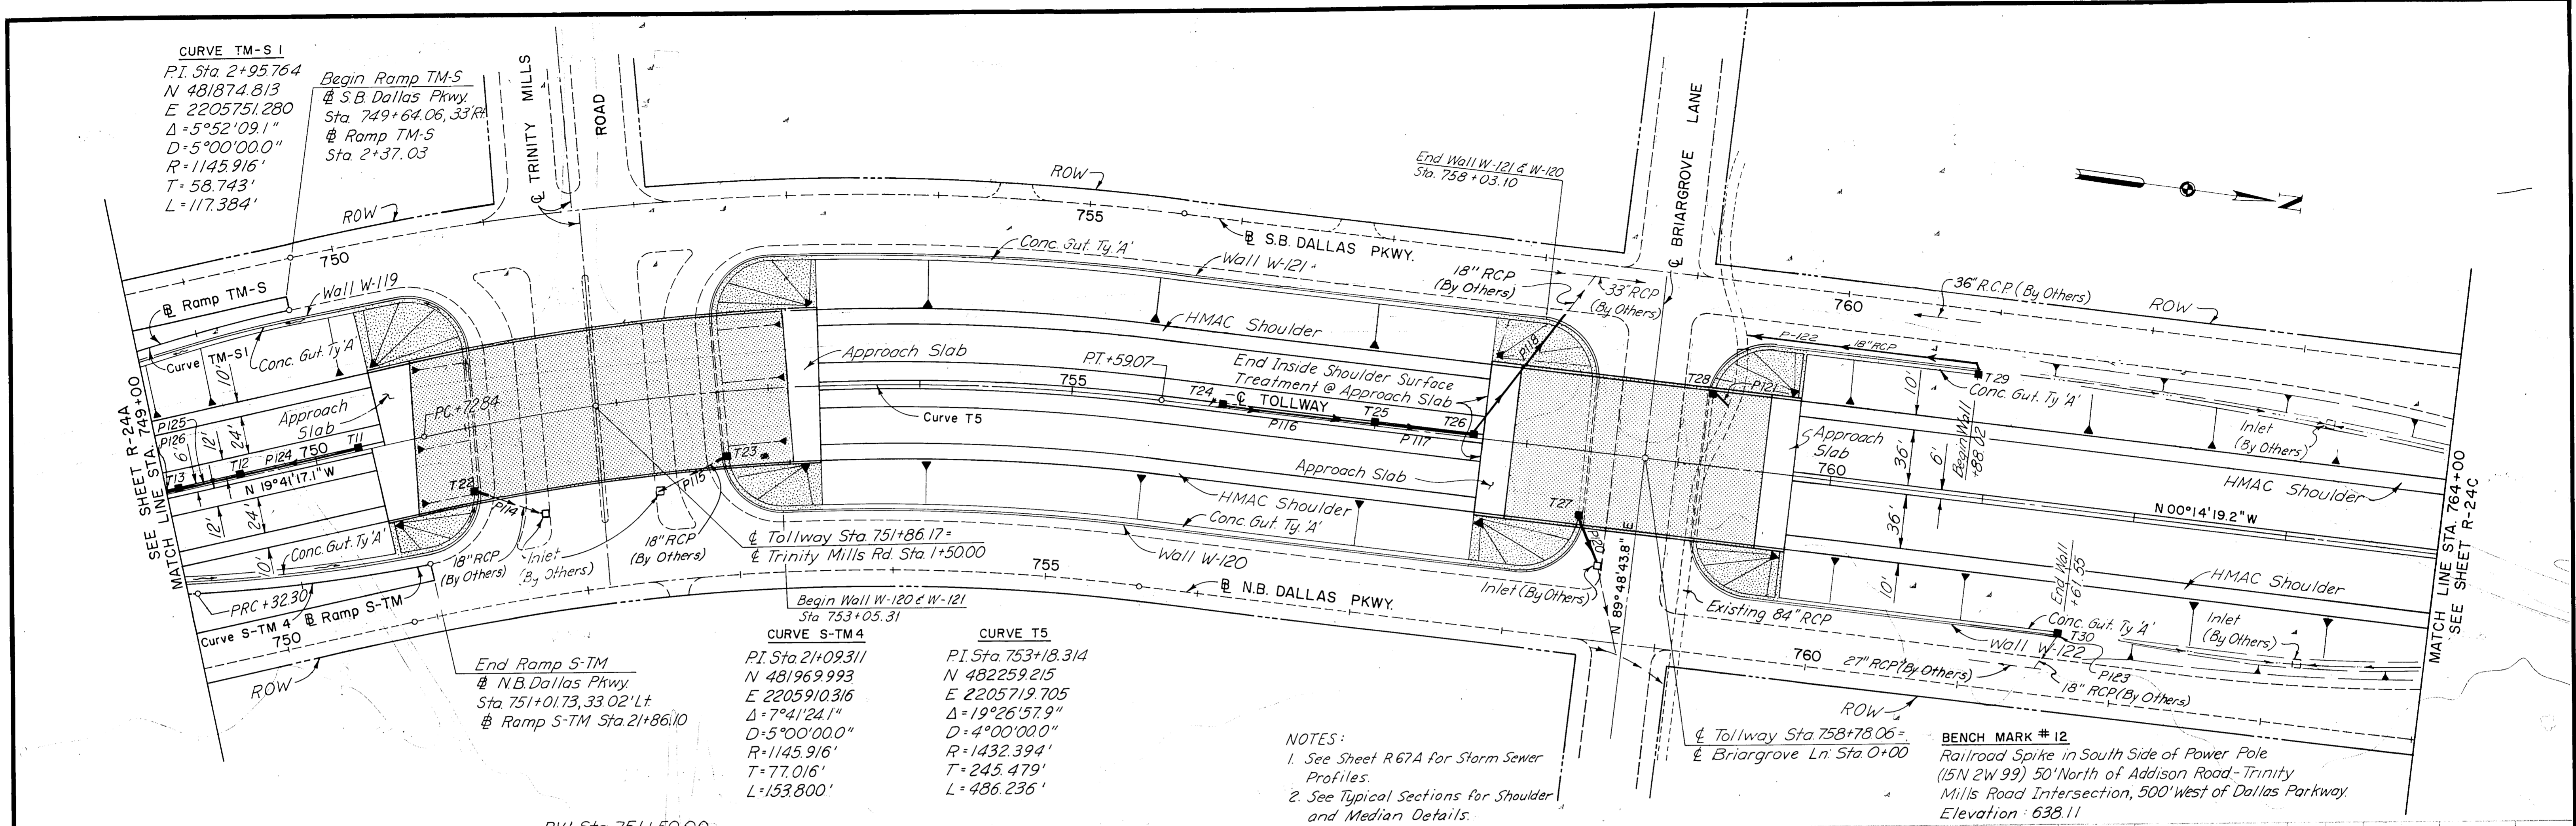 CURVE TM-S 1
P.I. Sta. 2+95.764
N 481874.813
E 2205751.280
Δ=5°52'09.1"
D=5°00'00.0"
R=1145.916'
T=58.743'
L=117.384'
Begin Ramp TM-S
S.B. Dallas Pkwy.
Sta. 749+64.06, 33'Rt.
Ramp TM-S
Sta. 2+37.03
℄ TRINITY MILLS
ROAD
ROW
ROW
℄ BRIARGROVE LANE
End Wall W-121 & W-120
Sta. 758+03.10
N
750
755
S.B. DALLAS PKWY.
Conc. Gut. Ty. 'A'
Wall W-121
18" RCP
(By Others)
33" RCP
(By Others)
760
36" R.C.P. (By Others)
ROW
Ramp TM-S
Wall W-119
Curve TM-S1
10'
Conc. Gut. Ty 'A'
HMAC Shoulder
Approach Slab
P.T. +59.07
End Inside Shoulder Surface
Treatment @ Approach Slab
P118
P-122
18" RCP
T29
Conc. Gut. Ty 'A'
T28
P121
10'
SEE SHEET R-24A
MATCH LINE STA. 749+00
P125
P126
6'
12'
24'
Approach
Slab
PC+72.84
755
Curve T5
T24
℄ TOLLWAY
T25
T26
P116
P117
Inlet
(By Others)
Begin Wall
+88.02
Approach
Slab
36'
6'
760
T13
T12
P124
750
T11
N 19°41'17.1" W
T23
T22
P114
P115
Approach Slab
HMAC Shoulder
HMAC Shoulder
N 00°14'19.2" W
12'
24'
10'
36'
Conc. Gut. Ty 'A'
18" RCP
(By Others)
Inlet
(By Others)
18" RCP
(By Others)
℄ Tollway Sta. 751+86.17=
℄ Trinity Mills Rd. Sta. 1+50.00
Conc. Gut. Ty. 'A'
Wall W-120
T27
P120
N 89°48'43.8" E
Inlet (By Others)
Existing 84" RCP
10'
End Wall
+61.55
Conc. Gut. Ty 'A'
T30
Wall W-122
HMAC Shoulder
Inlet
(By Others)
MATCH LINE STA. 764+00
SEE SHEET R-24C
PRC+32.30
Ramp S-TM
Curve S-TM 4
750
ROW
755
N.B. DALLAS PKWY.
760
27" RCP (By Others)
P123
18" RCP (By Others)
ROW
Begin Wall W-120 & W-121
Sta 753+05.31
End Ramp S-TM
N.B. Dallas Pkwy.
Sta. 751+01.73, 33.02' Lt.
Ramp S-TM Sta. 21+86.10
CURVE S-TM4
P.I. Sta. 21+09.311
N 481969.993
E 2205910.316
Δ=7°41'24.1"
D=5°00'00.0"
R=1145.916'
T=77.016'
L=153.800'
CURVE T5
P.I. Sta. 753+18.314
N 482259.215
E 2205719.705
Δ=19°26'57.9"
D=4°00'00.0"
R=1432.394'
T=245.479'
L=486.236'
NOTES:
1. See Sheet R67A for Storm Sewer
Profiles.
2. See Typical Sections for Shoulder
and Median Details.
℄ Tollway Sta. 758+78.06=
℄ Briargrove Ln. Sta. 0+00
BENCH MARK #12
Railroad Spike in South Side of Power Pole
(15N 2W 99) 50' North of Addison Road-Trinity
Mills Road Intersection, 500' West of Dallas Parkway.
Elevation: 638.11